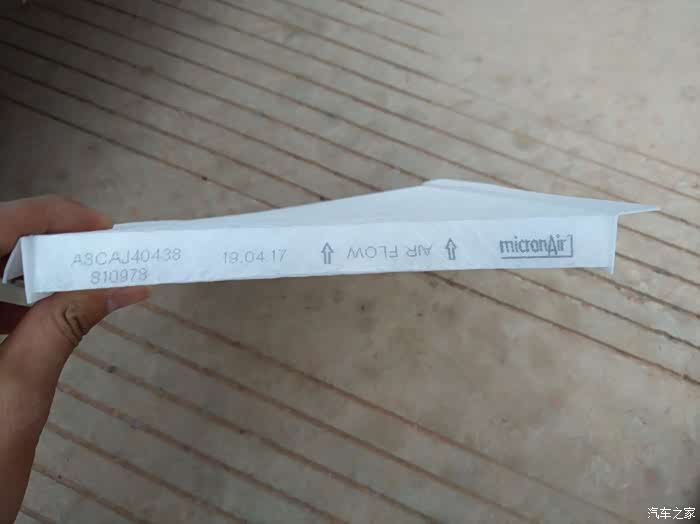 A3CAJ40438 19.04.17 ⇧ AIR FLOW ⇧ micronAir
810978
汽车之家